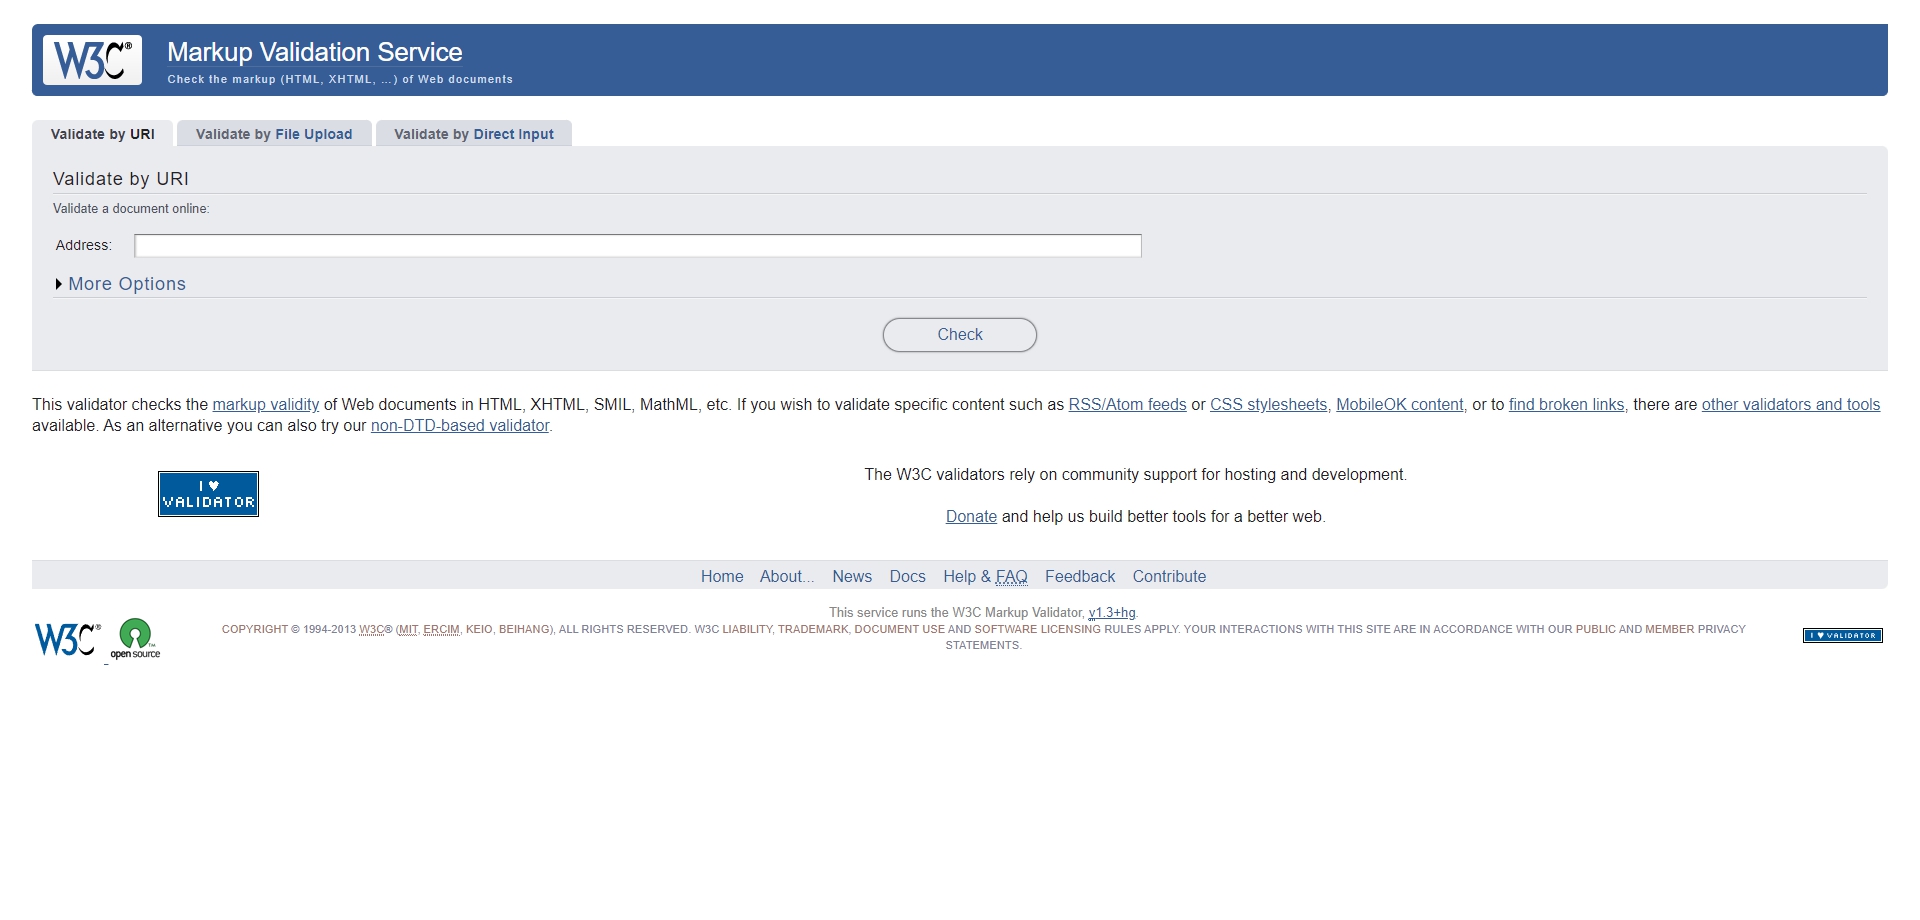 W3C®
Markup Validation Service
Check the markup (HTML, XHTML, …) of Web documents
Validate by URI
Validate by File Upload
Validate by Direct Input
Validate by URI
Validate a document online:
Address:
More Options
Check
This validator checks the markup validity of Web documents in HTML, XHTML, SMIL, MathML, etc. If you wish to validate specific content such as RSS/Atom feeds or CSS stylesheets, MobileOK content, or to find broken links, there are other validators and tools
available. As an alternative you can also try our non-DTD-based validator.
I ♥
VALIDATOR
The W3C validators rely on community support for hosting and development.
Donate and help us build better tools for a better web.
Home About... News Docs Help & FAQ Feedback Contribute
This service runs the W3C Markup Validator, v1.3+hg.
COPYRIGHT © 1994-2013 W3C® (MIT, ERCIM, KEIO, BEIHANG), ALL RIGHTS RESERVED. W3C LIABILITY, TRADEMARK, DOCUMENT USE AND SOFTWARE LICENSING RULES APPLY. YOUR INTERACTIONS WITH THIS SITE ARE IN ACCORDANCE WITH OUR PUBLIC AND MEMBER PRIVACY
STATEMENTS.
W3C®
open source™
I ♥ VALIDATOR